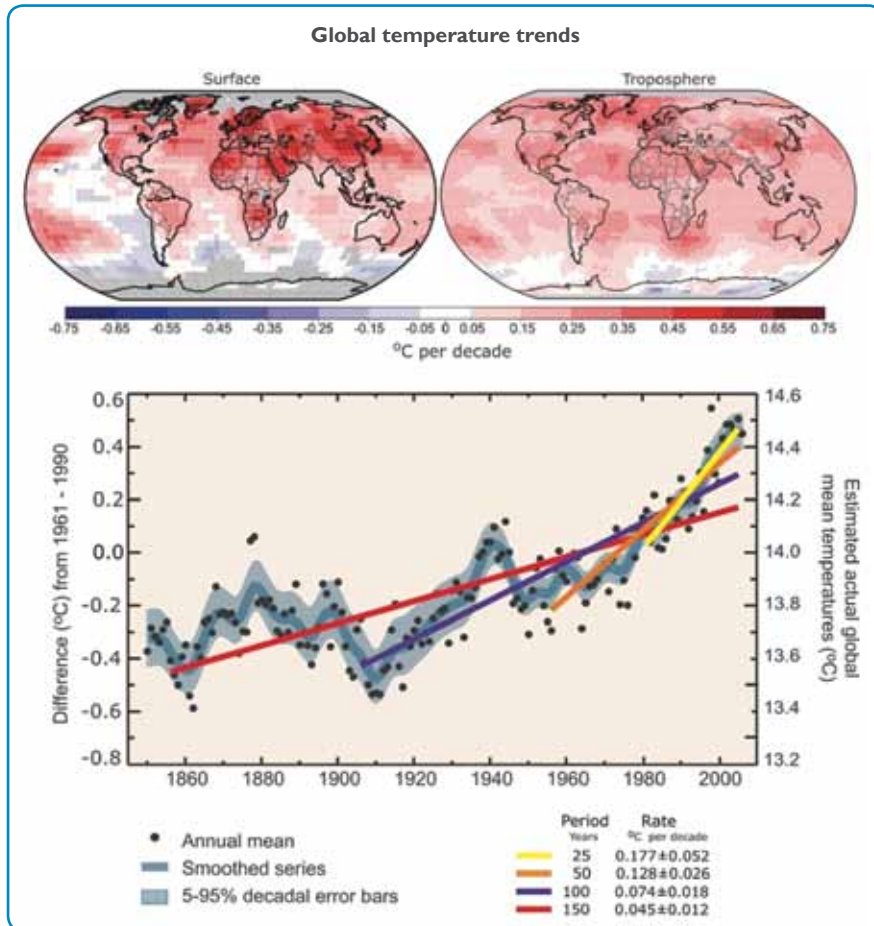 Global temperature trends
Surface
Troposphere
-0.75 -0.65 -0.55 -0.45 -0.35 -0.25 -0.15 -0.05 0 0.05 0.15 0.25 0.35 0.45 0.55 0.65 0.75
ºC per decade
Difference (ºC) from 1961 - 1990
0.6
0.4
0.2
0.0
-0.2
-0.4
-0.6
-0.8
14.6
14.4
14.2
14.0
13.8
13.6
13.4
13.2
Estimated actual global
mean temperatures (ºC)
1860 1880 1900 1920 1940 1960 1980 2000
Annual mean
Smoothed series
5-95% decadal error bars
Period Rate
Years ºC per decade
25 0.177±0.052
50 0.128±0.026
100 0.074±0.018
150 0.045±0.012